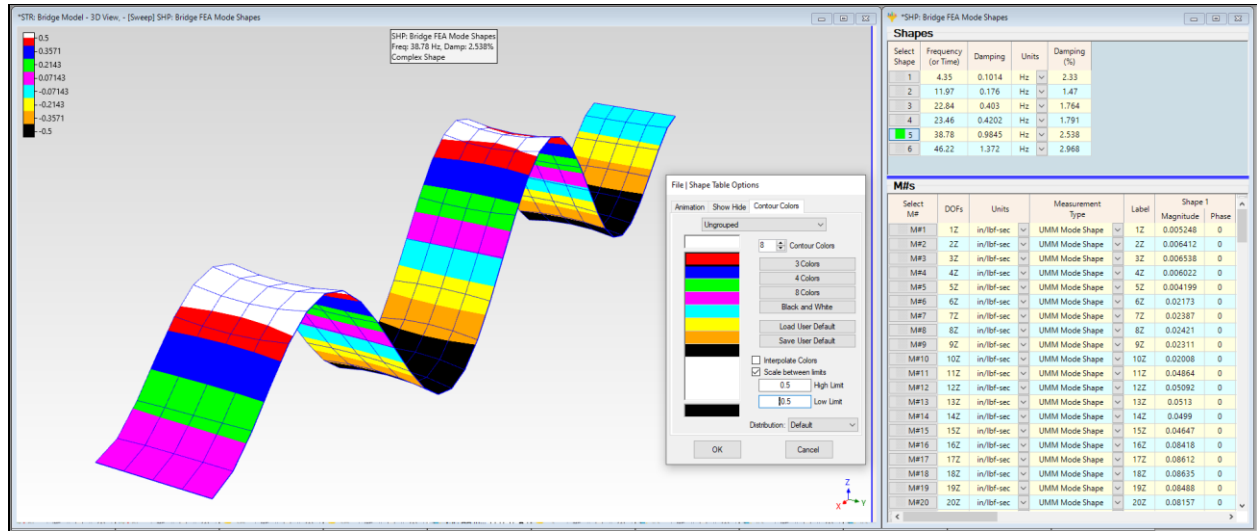 *STR: Bridge Model - 3D View, - [Sweep] SHP: Bridge FEA Mode Shapes
0.5
0.3571
0.2143
0.07143
-0.07143
-0.2143
-0.3571
-0.5
SHP: Bridge FEA Mode Shapes
Freq: 38.78 Hz, Damp: 2.538%
Complex Shape
Z
X
Y
File | Shape Table Options
Animation Show Hide Contour Colors
Ungrouped
8 Contour Colors
3 Colors
4 Colors
8 Colors
Black and White
Load User Default
Save User Default
Interpolate Colors
Scale between limits
0.5 High Limit
0.5 Low Limit
Distribution: Default
OK Cancel
*SHP: Bridge FEA Mode Shapes
Shapes
Select Shape Frequency (or Time) Damping Units Damping (%)
1 4.35 0.1014 Hz 2.33
2 11.97 0.176 Hz 1.47
3 22.84 0.403 Hz 1.764
4 23.46 0.4202 Hz 1.791
5 38.78 0.9845 Hz 2.538
6 46.22 1.372 Hz 2.968
M#s
Select M# DOFs Units Measurement Type Label Shape 1
Magnitude Phase
M#1 1Z in/lbf-sec UMM Mode Shape 1Z 0.005248 0
M#2 2Z in/lbf-sec UMM Mode Shape 2Z 0.006412 0
M#3 3Z in/lbf-sec UMM Mode Shape 3Z 0.006538 0
M#4 4Z in/lbf-sec UMM Mode Shape 4Z 0.006022 0
M#5 5Z in/lbf-sec UMM Mode Shape 5Z 0.004199 0
M#6 6Z in/lbf-sec UMM Mode Shape 6Z 0.02173 0
M#7 7Z in/lbf-sec UMM Mode Shape 7Z 0.02387 0
M#8 8Z in/lbf-sec UMM Mode Shape 8Z 0.02421 0
M#9 9Z in/lbf-sec UMM Mode Shape 9Z 0.02311 0
M#10 10Z in/lbf-sec UMM Mode Shape 10Z 0.02008 0
M#11 11Z in/lbf-sec UMM Mode Shape 11Z 0.04864 0
M#12 12Z in/lbf-sec UMM Mode Shape 12Z 0.05092 0
M#13 13Z in/lbf-sec UMM Mode Shape 13Z 0.0513 0
M#14 14Z in/lbf-sec UMM Mode Shape 14Z 0.0499 0
M#15 15Z in/lbf-sec UMM Mode Shape 15Z 0.04647 0
M#16 16Z in/lbf-sec UMM Mode Shape 16Z 0.08418 0
M#17 17Z in/lbf-sec UMM Mode Shape 17Z 0.08612 0
M#18 18Z in/lbf-sec UMM Mode Shape 18Z 0.08635 0
M#19 19Z in/lbf-sec UMM Mode Shape 19Z 0.08488 0
M#20 20Z in/lbf-sec UMM Mode Shape 20Z 0.08157 0